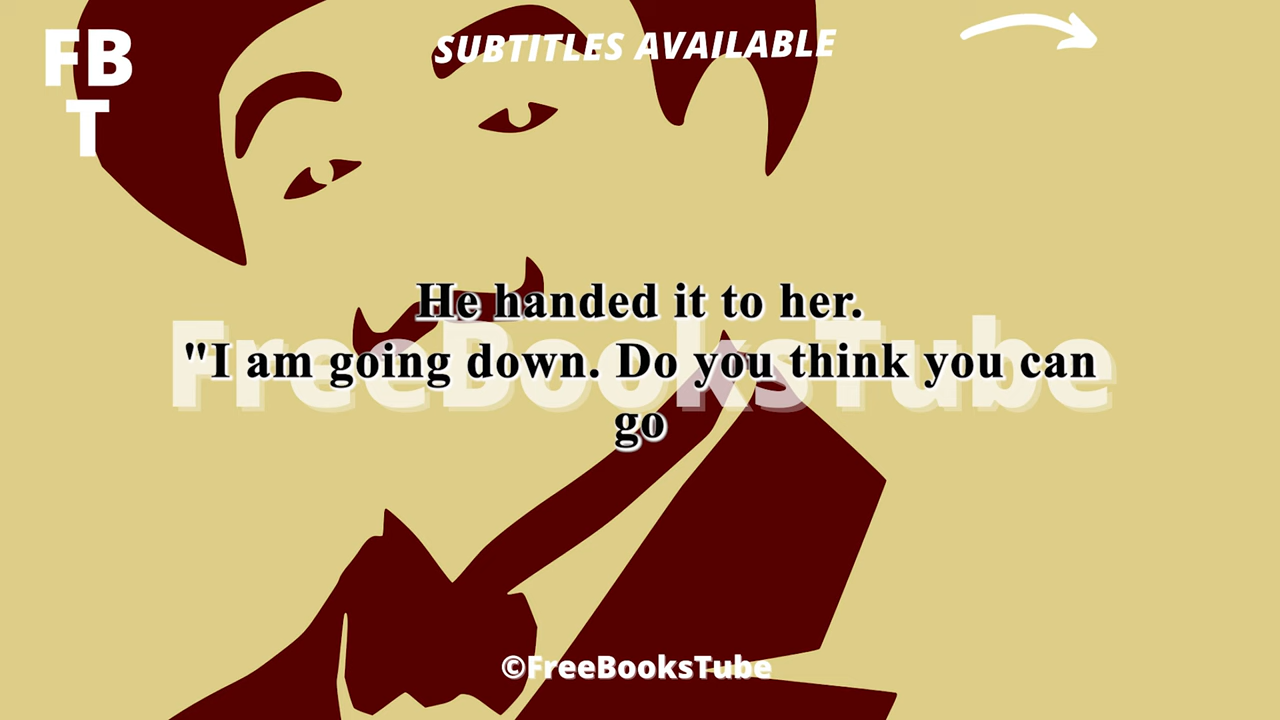 FB
T
SUBTITLES AVAILABLE
He handed it to her.
"I am going down. Do you think you can
go
FreeBooksTube
©FreeBooksTube